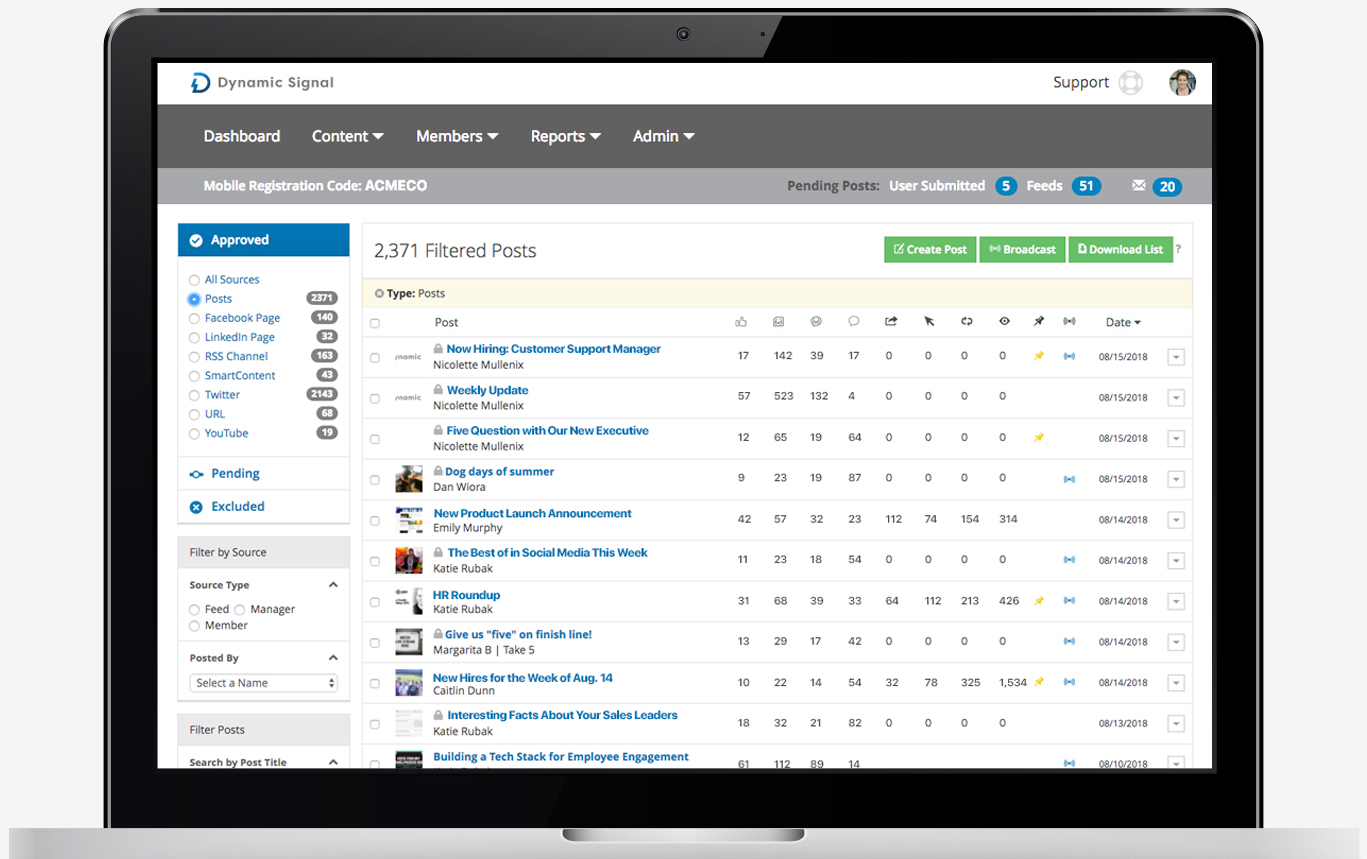 Dynamic Signal
Support
Dashboard Content Members Reports Admin
Mobile Registration Code: ACMECO
Pending Posts: User Submitted 5 Feeds 51 20
Approved
All Sources
Posts 2371
Facebook Page 140
LinkedIn Page 32
RSS Channel 163
SmartContent 43
Twitter 2143
URL 68
YouTube 19
Pending
Excluded
Filter by Source
Source Type
Feed Manager
Member
Posted By
Select a Name
Filter Posts
Search by Post Title
2,371 Filtered Posts
Create Post Broadcast Download List ?
Type: Posts
Post Date
Now Hiring: Customer Support Manager
Nicolette Mullenix
17 142 39 17 0 0 0 0 08/15/2018
Weekly Update
Nicolette Mullenix
57 523 132 4 0 0 0 0 08/15/2018
Five Question with Our New Executive
Nicolette Mullenix
12 65 19 64 0 0 0 0 08/15/2018
Dog days of summer
Dan Wiora
9 23 19 87 0 0 0 0 08/15/2018
New Product Launch Announcement
Emily Murphy
42 57 32 23 112 74 154 314 08/14/2018
The Best of in Social Media This Week
Katie Rubak
11 23 18 54 0 0 0 0 08/14/2018
HR Roundup
Katie Rubak
31 68 39 33 64 112 213 426 08/14/2018
Give us "five" on finish line!
Margarita B | Take 5
13 29 17 42 0 0 0 0 08/14/2018
New Hires for the Week of Aug. 14
Caitlin Dunn
10 22 14 54 32 78 325 1,534 08/14/2018
Interesting Facts About Your Sales Leaders
Katie Rubak
18 32 21 82 0 0 0 0 08/13/2018
Building a Tech Stack for Employee Engagement
61 112 89 14 08/10/2018